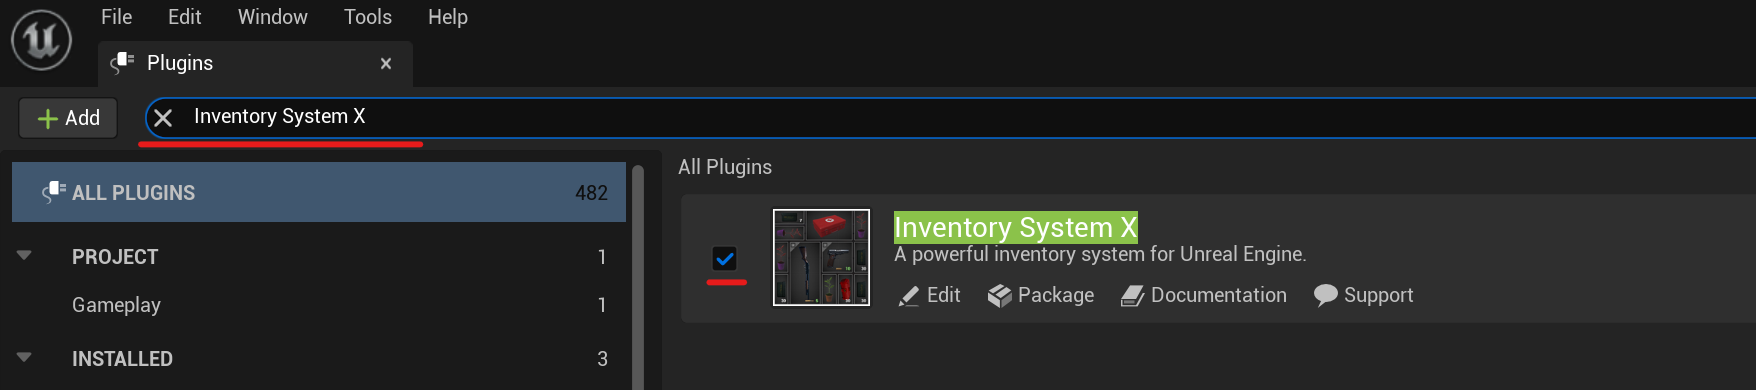 File Edit Window Tools Help
Plugins
Add
Inventory System X
ALL PLUGINS 482
PROJECT 1
Gameplay 1
INSTALLED 3
All Plugins
Inventory System X
A powerful inventory system for Unreal Engine.
Edit Package Documentation Support